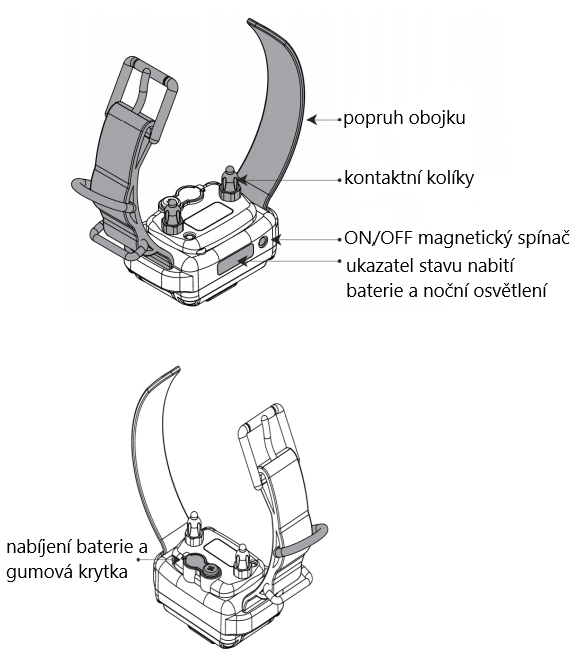 popruh obojku
kontaktní kolíky
ON/OFF magnetický spínač
ukazatel stavu nabití
baterie a noční osvětlení
nabíjení baterie a
gumová krytka